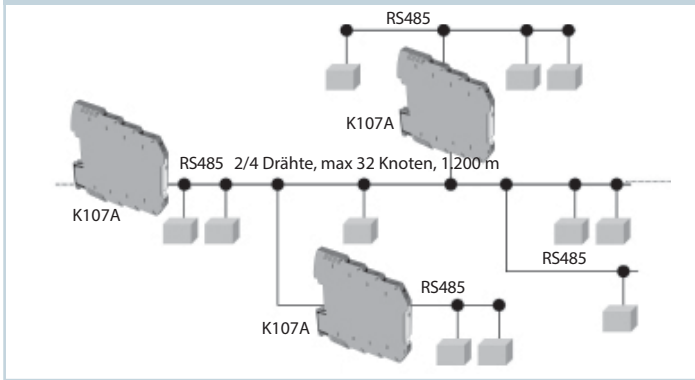 RS485
K107A
RS485 2/4 Drähte, max 32 Knoten, 1.200 m
K107A
RS485
RS485
K107A